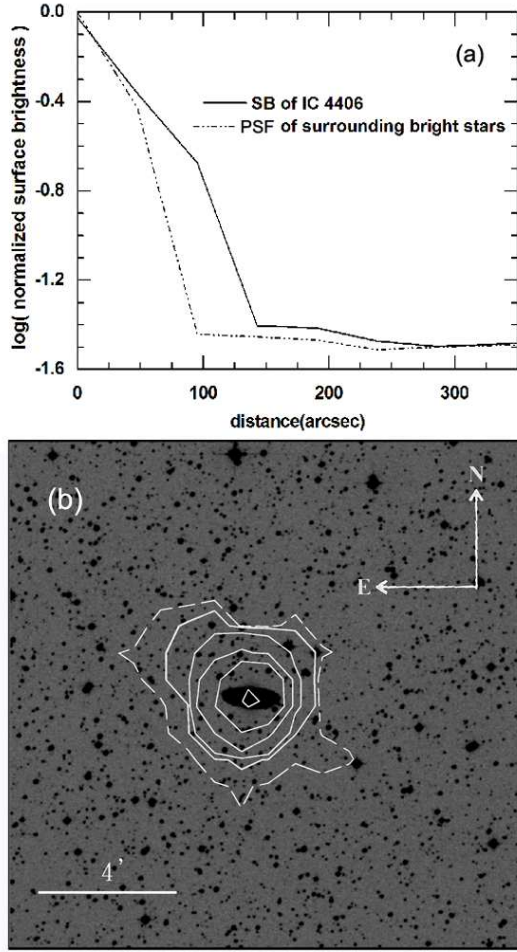 0.0
(a)
SB of IC 4406
PSF of surrounding bright stars
-0.4
-0.8
-1.2
-1.6
log( normalized surface brightness )
0
100
200
300
distance(arcsec)
(b)
N
E
4'